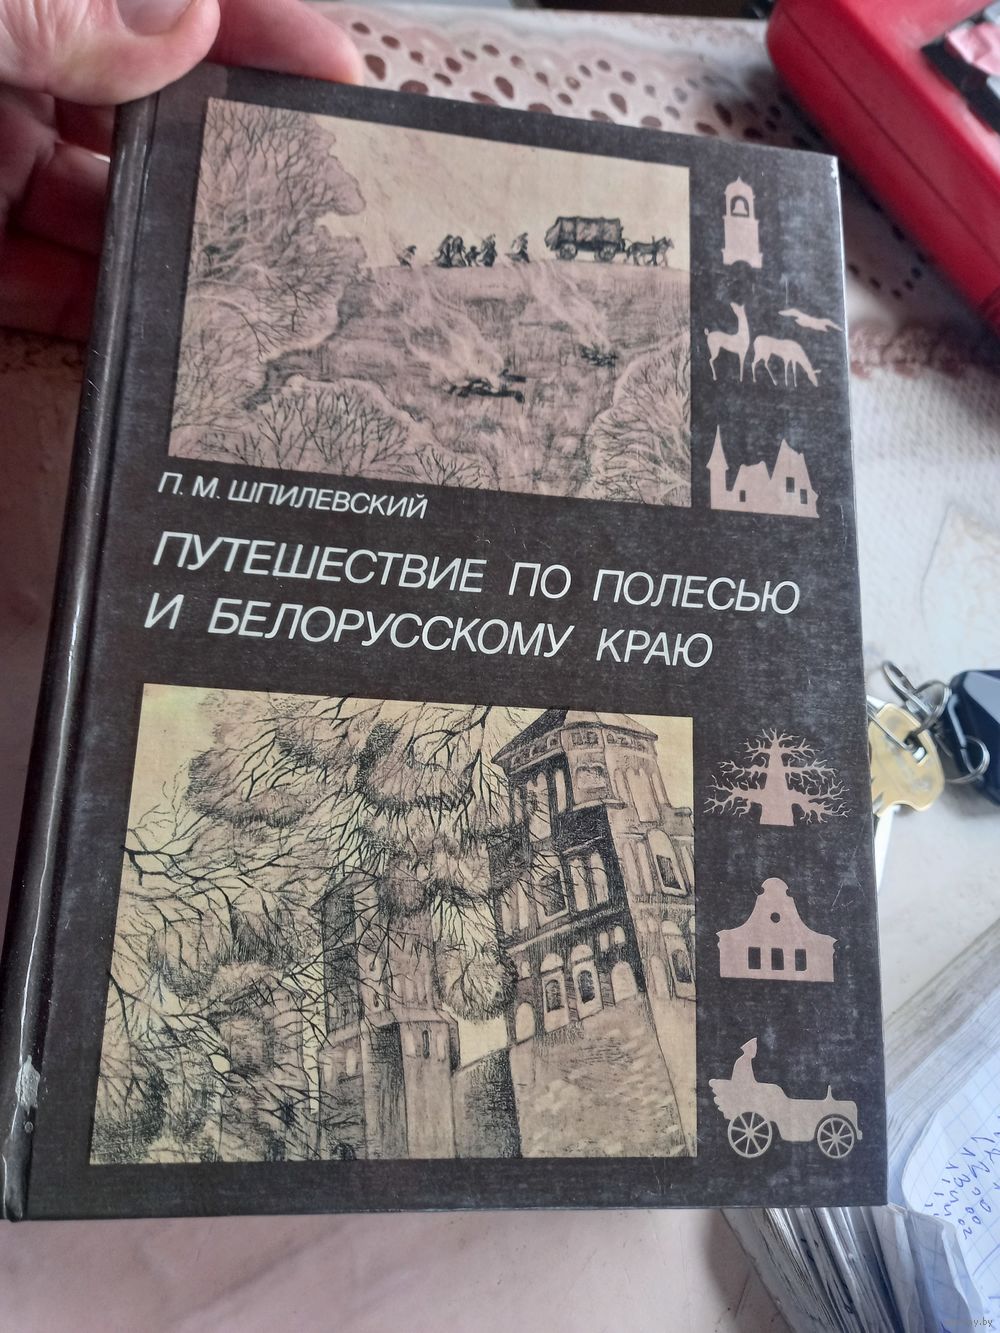 П. М. ШПИЛЕВСКИЙ
ПУТЕШЕСТВИЕ ПО ПОЛЕСЬЮ
И БЕЛОРУССКОМУ КРАЮ